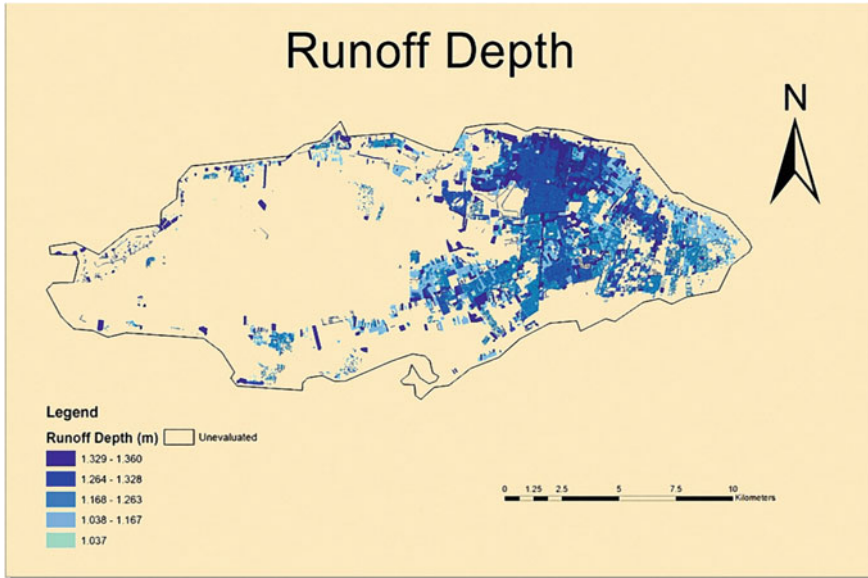 Runoff Depth
N
Legend
Runoff Depth (m)
Unevaluated
1.329 - 1.360
1.264 - 1.328
1.168 - 1.263
1.038 - 1.167
1.037
0 1.25 2.5 5 7.5 10
Kilometers